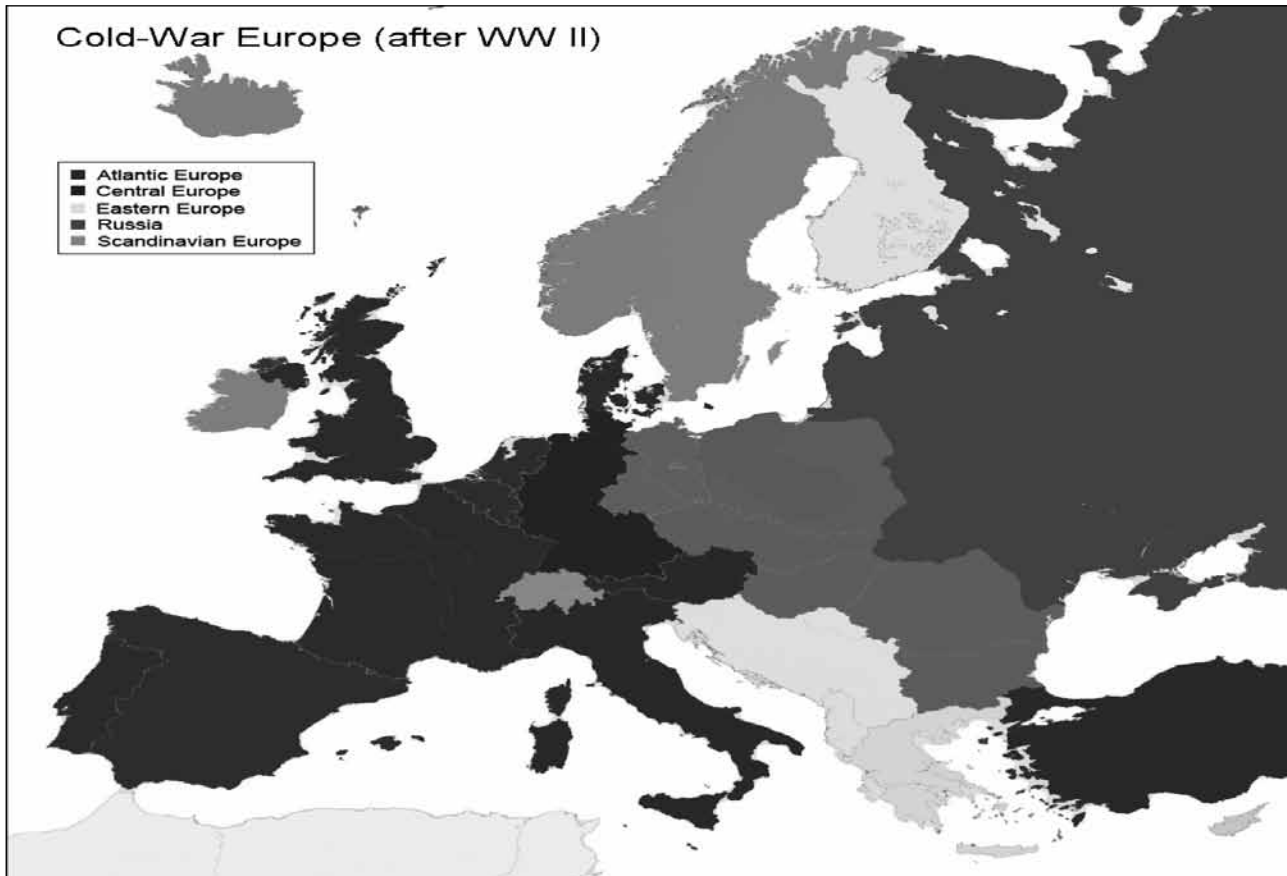 Cold-War Europe (after WW II)
Atlantic Europe
Central Europe
Eastern Europe
Russia
Scandinavian Europe